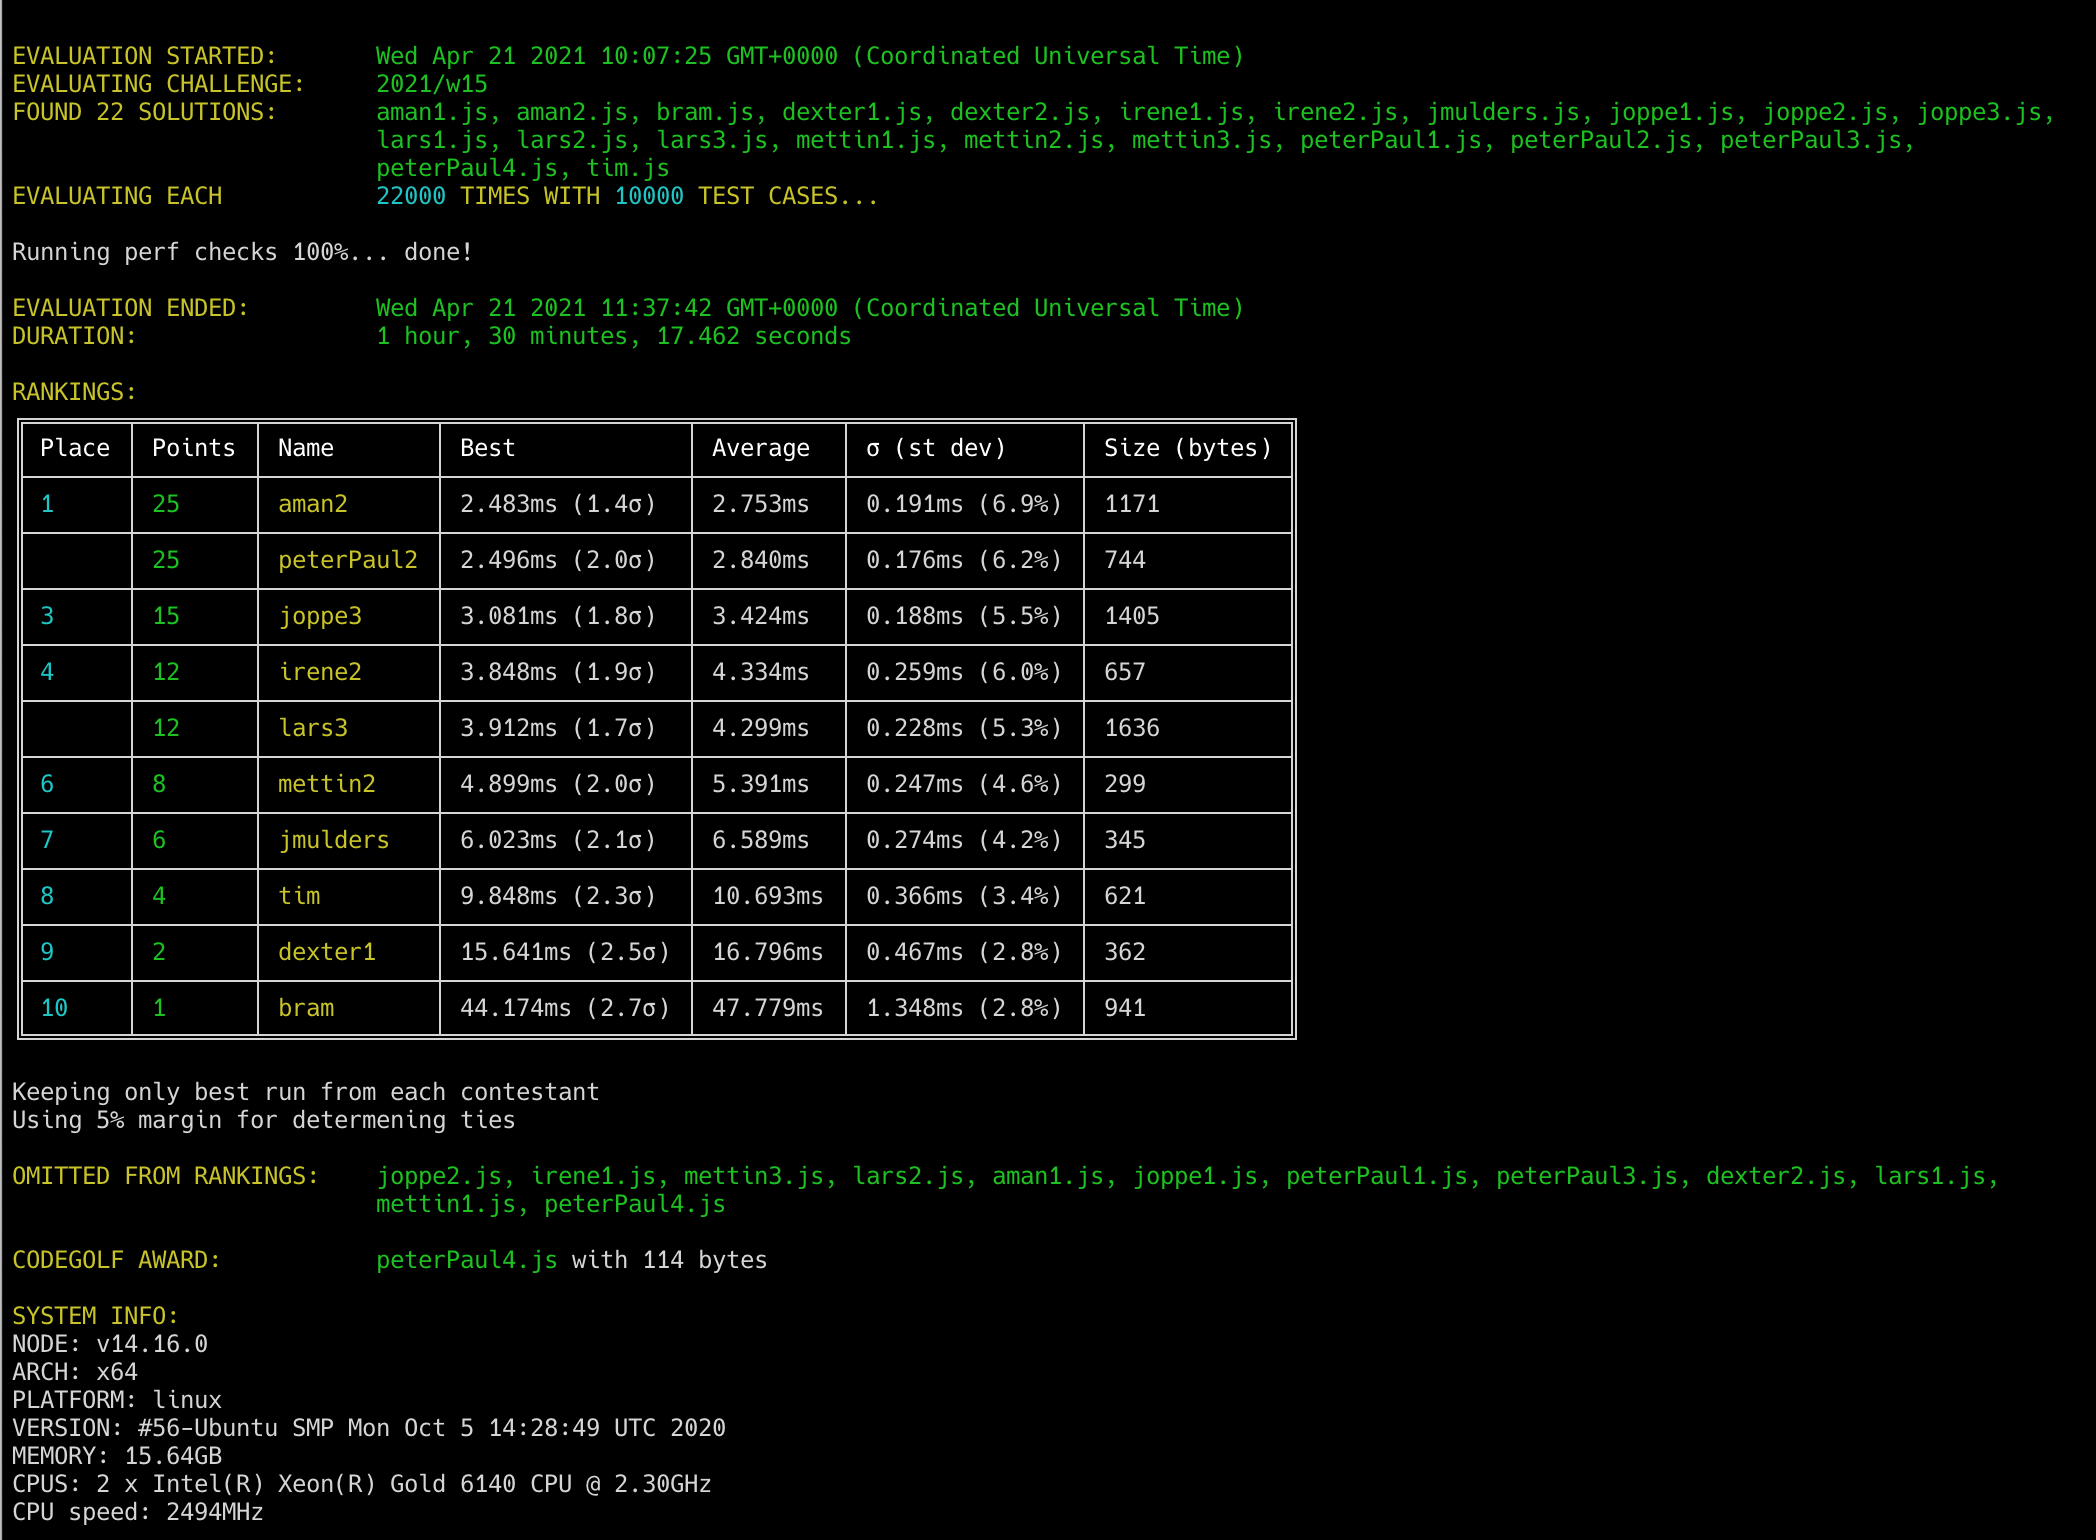 EVALUATION STARTED: Wed Apr 21 2021 10:07:25 GMT+0000 (Coordinated Universal Time)
EVALUATING CHALLENGE: 2021/w15
FOUND 22 SOLUTIONS: aman1.js, aman2.js, bram.js, dexter1.js, dexter2.js, irene1.js, irene2.js, jmulders.js, joppe1.js, joppe2.js, joppe3.js,
lars1.js, lars2.js, lars3.js, mettin1.js, mettin2.js, mettin3.js, peterPaul1.js, peterPaul2.js, peterPaul3.js,
peterPaul4.js, tim.js
EVALUATING EACH 22000 TIMES WITH 10000 TEST CASES...
Running perf checks 100%... done!
EVALUATION ENDED: Wed Apr 21 2021 11:37:42 GMT+0000 (Coordinated Universal Time)
DURATION: 1 hour, 30 minutes, 17.462 seconds
RANKINGS:
Place Points Name Best Average σ (st dev) Size (bytes)
1 25 aman2 2.483ms (1.4σ) 2.753ms 0.191ms (6.9%) 1171
25 peterPaul2 2.496ms (2.0σ) 2.840ms 0.176ms (6.2%) 744
3 15 joppe3 3.081ms (1.8σ) 3.424ms 0.188ms (5.5%) 1405
4 12 irene2 3.848ms (1.9σ) 4.334ms 0.259ms (6.0%) 657
12 lars3 3.912ms (1.7σ) 4.299ms 0.228ms (5.3%) 1636
6 8 mettin2 4.899ms (2.0σ) 5.391ms 0.247ms (4.6%) 299
7 6 jmulders 6.023ms (2.1σ) 6.589ms 0.274ms (4.2%) 345
8 4 tim 9.848ms (2.3σ) 10.693ms 0.366ms (3.4%) 621
9 2 dexter1 15.641ms (2.5σ) 16.796ms 0.467ms (2.8%) 362
10 1 bram 44.174ms (2.7σ) 47.779ms 1.348ms (2.8%) 941
Keeping only best run from each contestant
Using 5% margin for determening ties
OMITTED FROM RANKINGS: joppe2.js, irene1.js, mettin3.js, lars2.js, aman1.js, joppe1.js, peterPaul1.js, peterPaul3.js, dexter2.js, lars1.js,
mettin1.js, peterPaul4.js
CODEGOLF AWARD: peterPaul4.js with 114 bytes
SYSTEM INFO:
NODE: v14.16.0
ARCH: x64
PLATFORM: linux
VERSION: #56-Ubuntu SMP Mon Oct 5 14:28:49 UTC 2020
MEMORY: 15.64GB
CPUS: 2 x Intel(R) Xeon(R) Gold 6140 CPU @ 2.30GHz
CPU speed: 2494MHz